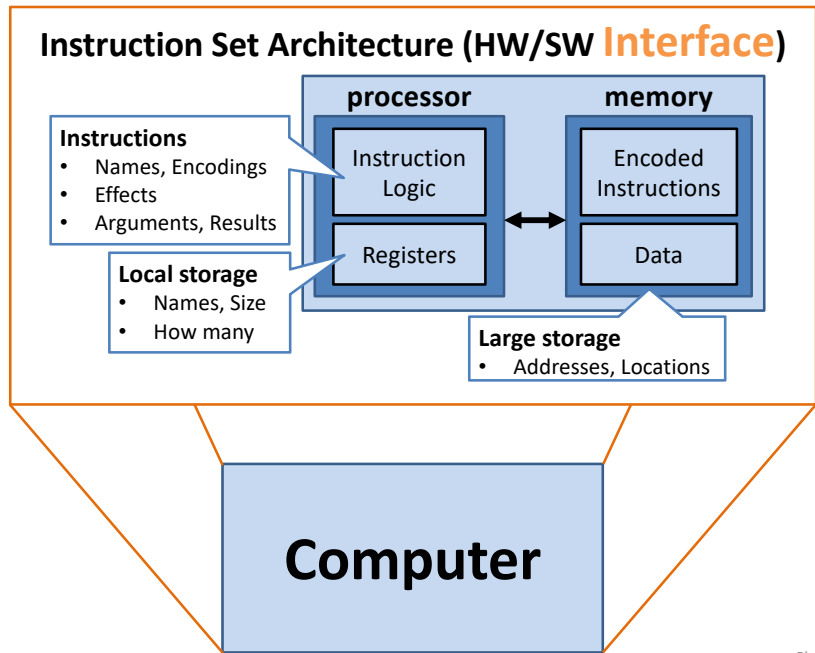 Instruction Set Architecture (HW/SW Interface)
processor
memory
Instructions
• Names, Encodings
• Effects
• Arguments, Results
Instruction
Logic
Encoded
Instructions
Registers
Data
Local storage
• Names, Size
• How many
Large storage
• Addresses, Locations
Computer